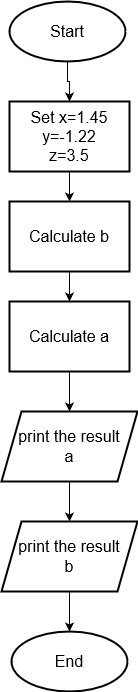 Start
Set x=1.45
y=-1.22
z=3.5
Calculate b
Calculate a
print the result
a
print the result
b
End